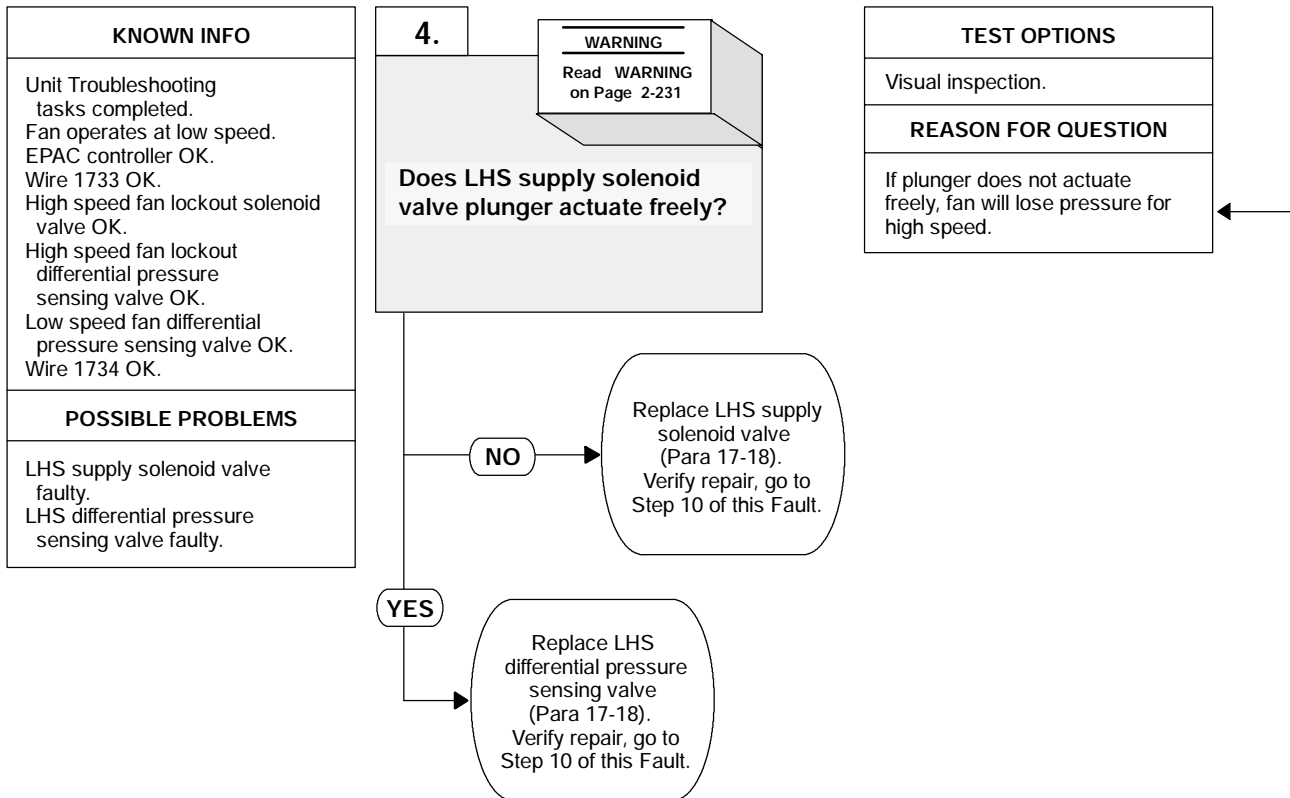 KNOWN INFO
Unit Troubleshooting
tasks completed.
Fan operates at low speed.
EPAC controller OK.
Wire 1733 OK.
High speed fan lockout solenoid
valve OK.
High speed fan lockout
differential pressure
sensing valve OK.
Low speed fan differential
pressure sensing valve OK.
Wire 1734 OK.
POSSIBLE PROBLEMS
LHS supply solenoid valve
faulty.
LHS differential pressure
sensing valve faulty.
4.
WARNING
Read WARNING
on Page 2-231
Does LHS supply solenoid
valve plunger actuate freely?
TEST OPTIONS
Visual inspection.
REASON FOR QUESTION
If plunger does not actuate
freely, fan will lose pressure for
high speed.
NO
Replace LHS supply
solenoid valve
(Para 17-18).
Verify repair, go to
Step 10 of this Fault.
YES
Replace LHS
differential pressure
sensing valve
(Para 17-18).
Verify repair, go to
Step 10 of this Fault.